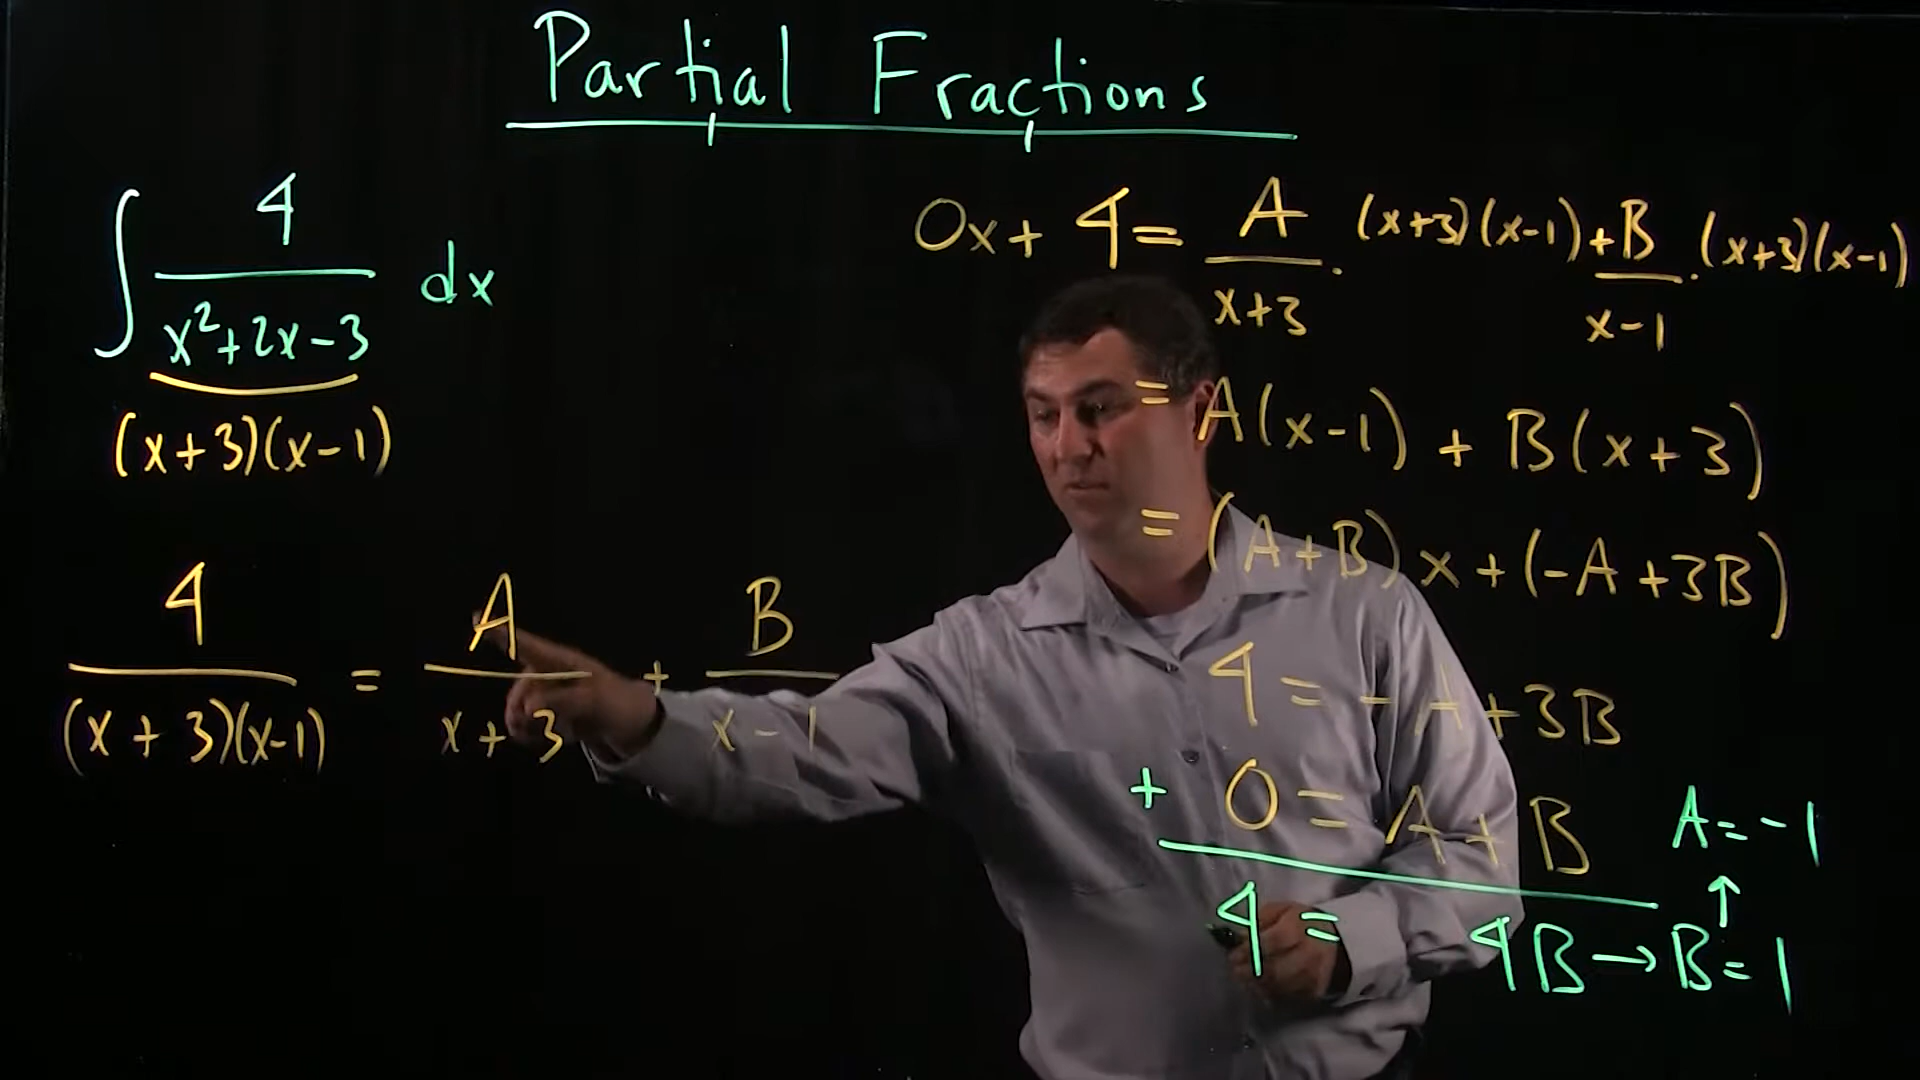 Partial Fractions
∫ 4 / (x²+2x-3) dx
(x+3)(x-1)
4 / ((x+3)(x-1)) = A / (x+3) + B / (x-1)
0x + 4 = A / (x+3) · (x+3)(x-1) + B / (x-1) · (x+3)(x-1)
= A(x-1) + B(x+3)
= (A+B)x + (-A+3B)
4 = -A+3B
+ 0 = A+B
4 = 4B → B = 1
↑
A = -1